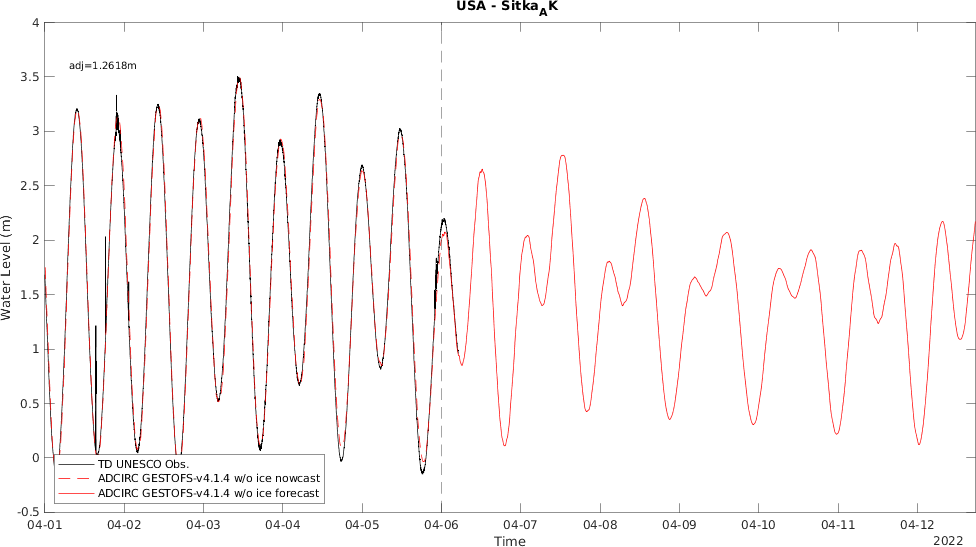 USA - Sitka_AK
adj=1.2618m
4
3.5
3
2.5
2
1.5
1
0.5
0
-0.5
Water Level (m)
TD UNESCO Obs.
ADCIRC GESTOFS-v4.1.4 w/o ice nowcast
ADCIRC GESTOFS-v4.1.4 w/o ice forecast
04-01 04-02 04-03 04-04 04-05 04-06 04-07 04-08 04-09 04-10 04-11 04-12
Time
2022